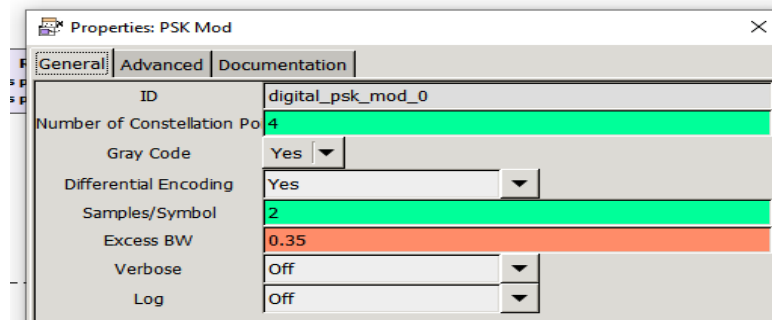 Properties: PSK Mod
General Advanced Documentation
ID digital_psk_mod_0
Number of Constellation Po 4
Gray Code Yes
Differential Encoding Yes
Samples/Symbol 2
Excess BW 0.35
Verbose Off
Log Off